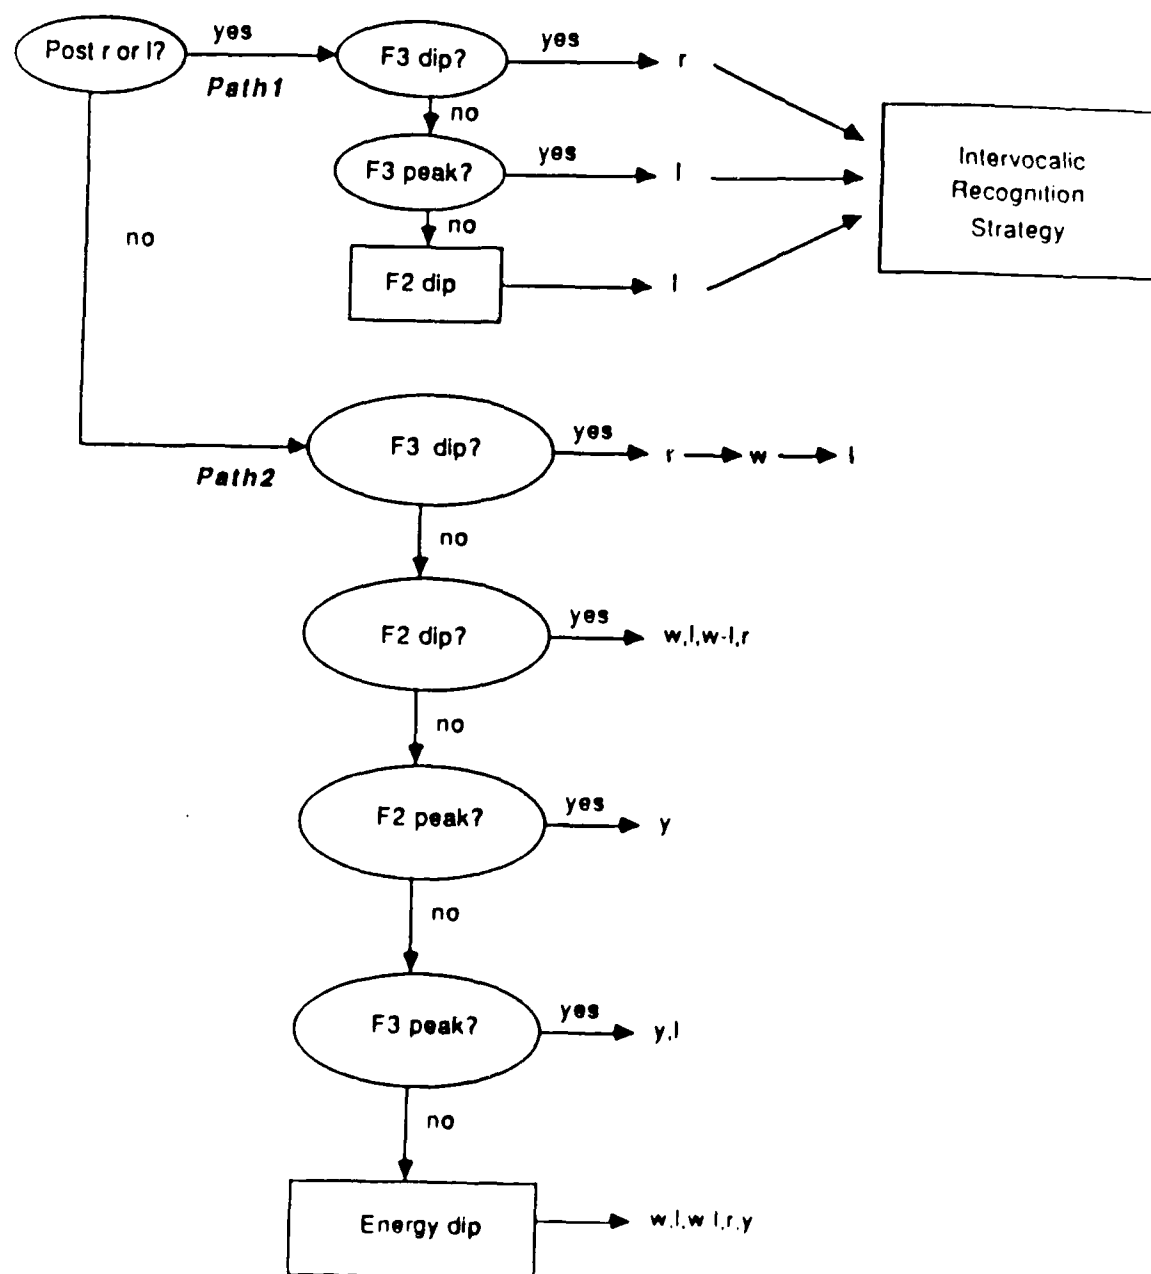 Post r or l?
yes
Path1
F3 dip?
yes
r
no
F3 peak?
yes
l
no
F2 dip
l
Intervocalic
Recognition
Strategy
no
Path2
F3 dip?
yes
r
w
l
no
F2 dip?
yes
w,l,w-l,r
no
F2 peak?
yes
y
no
F3 peak?
yes
y,l
no
Energy dip
w,l,w l,r,y